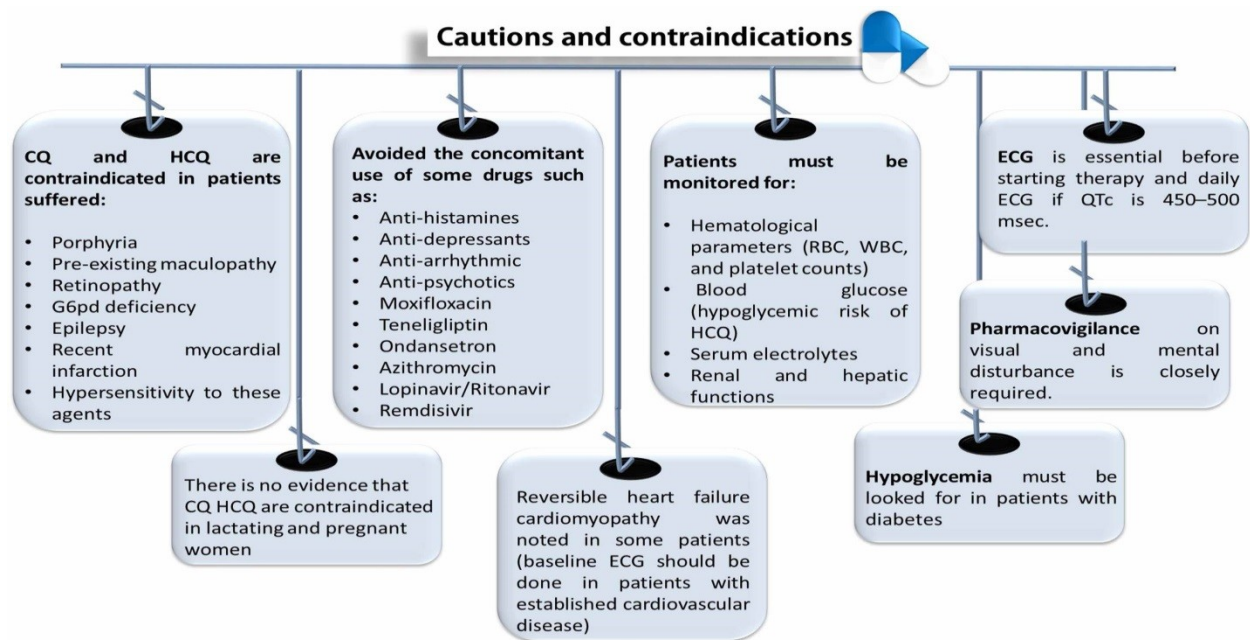 Cautions and contraindications
CQ and HCQ are
contraindicated in patients
suffered:
• Porphyria
• Pre-existing maculopathy
• Retinopathy
• G6pd deficiency
• Epilepsy
• Recent myocardial
infarction
• Hypersensitivity to these
agents
There is no evidence that
CQ HCQ are contraindicated
in lactating and pregnant
women
Avoided the concomitant
use of some drugs such
as:
• Anti-histamines
• Anti-depressants
• Anti-arrhythmic
• Anti-psychotics
• Moxifloxacin
• Teneligliptin
• Ondansetron
• Azithromycin
• Lopinavir/Ritonavir
• Remdisivir
Reversible heart failure
cardiomyopathy was
noted in some patients
(baseline ECG should be
done in patients with
established cardiovascular
disease)
Patients must be
monitored for:
• Hematological
parameters (RBC, WBC,
and platelet counts)
• Blood glucose
(hypoglycemic risk of
HCQ)
• Serum electrolytes
• Renal and hepatic
functions
ECG is essential before
starting therapy and daily
ECG if QTc is 450–500
msec.
Pharmacovigilance on
visual and mental
disturbance is closely
required.
Hypoglycemia must be
looked for in patients with
diabetes